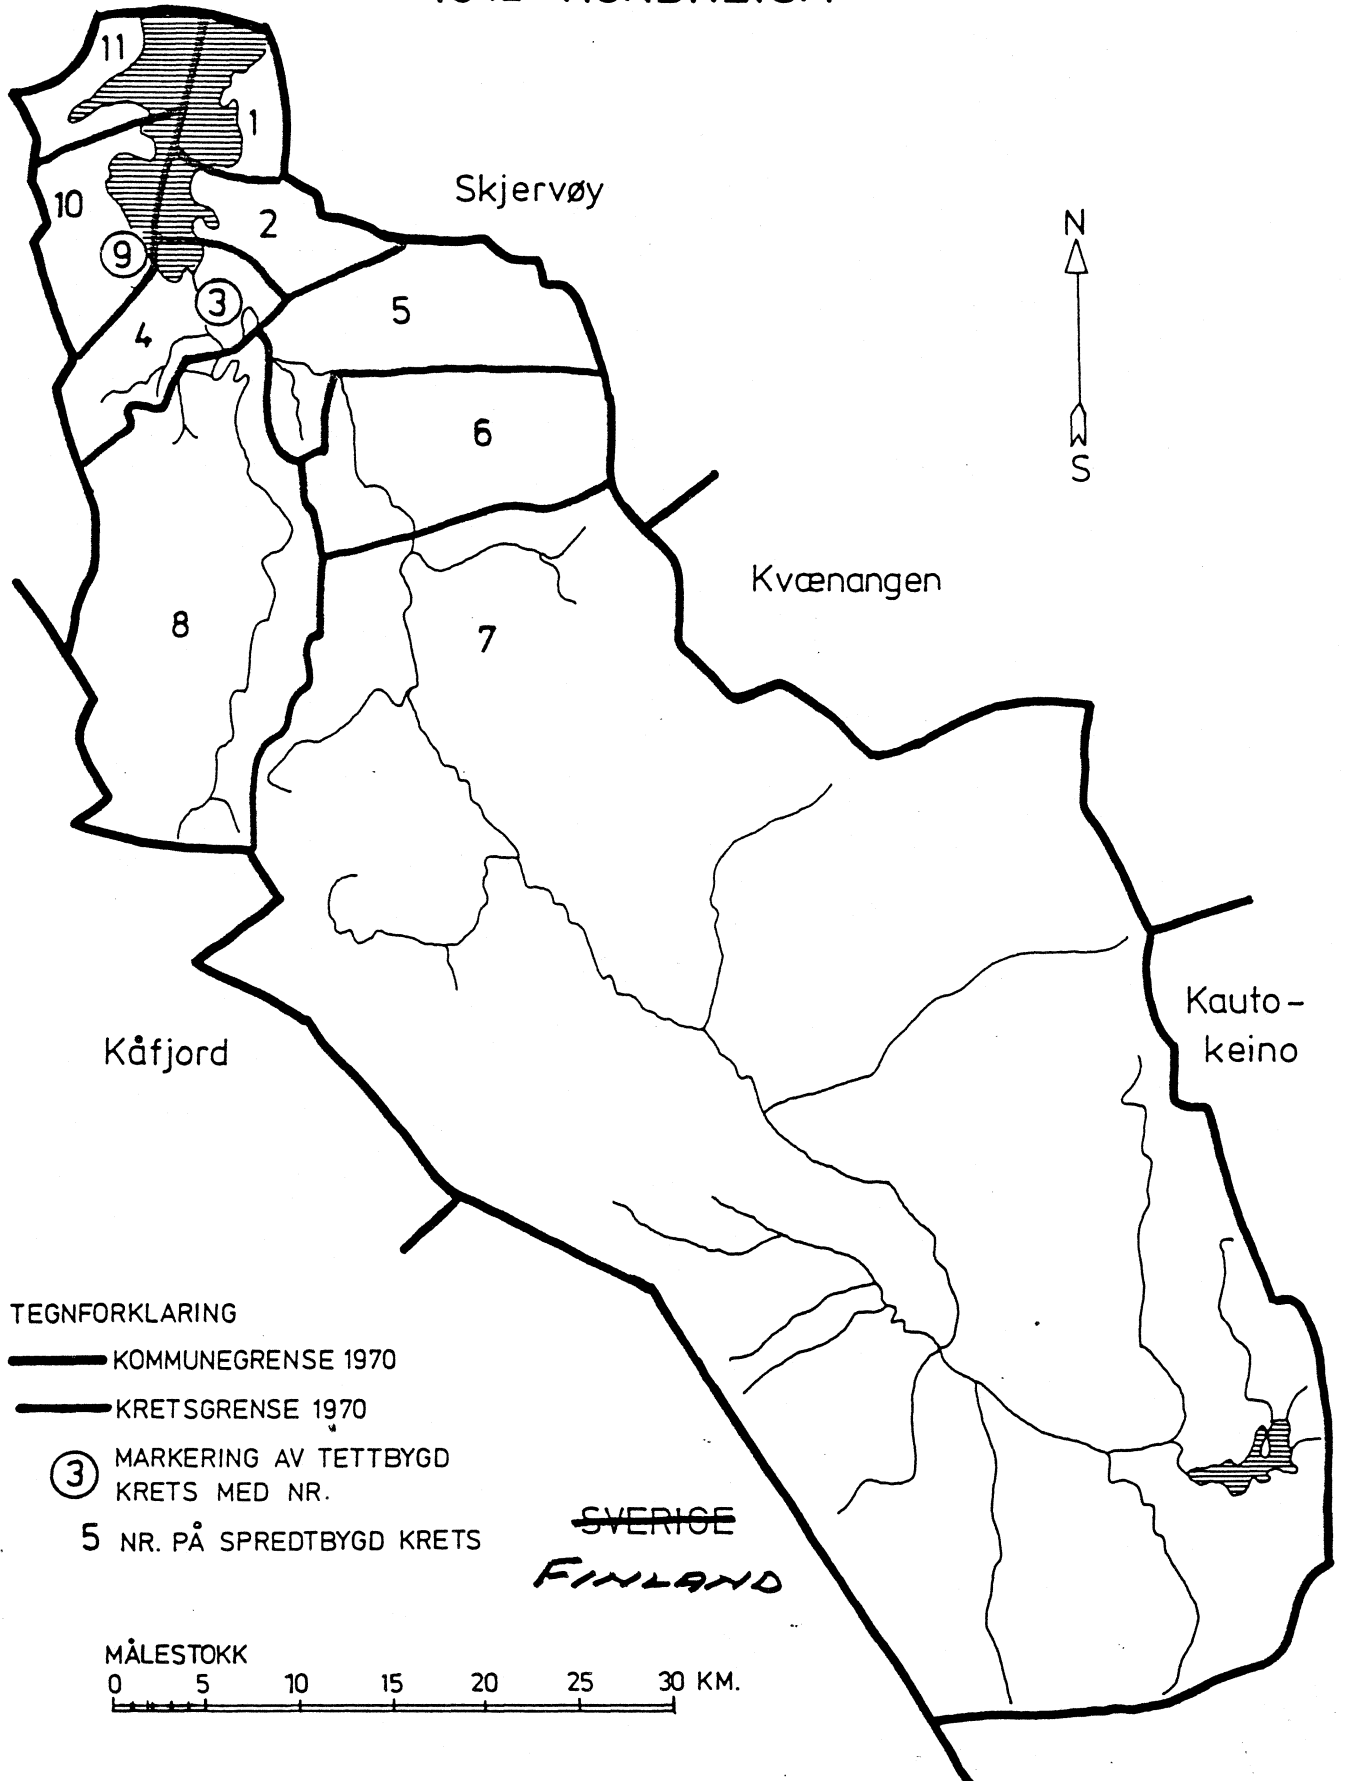 11
1
Skjervøy
10
2
N
9
3
5
4
6
S
Kvænangen
8
7
Kauto-
keino
Kåfjord
TEGNFORKLARING
KOMMUNEGRENSE 1970
KRETSGRENSE 1970
3 MARKERING AV TETTBYGD
KRETS MED NR.
5 NR. PÅ SPREDTBYGD KRETS
SVERIGE
FINLAND
MÅLESTOKK
0 5 10 15 20 25 30 KM.